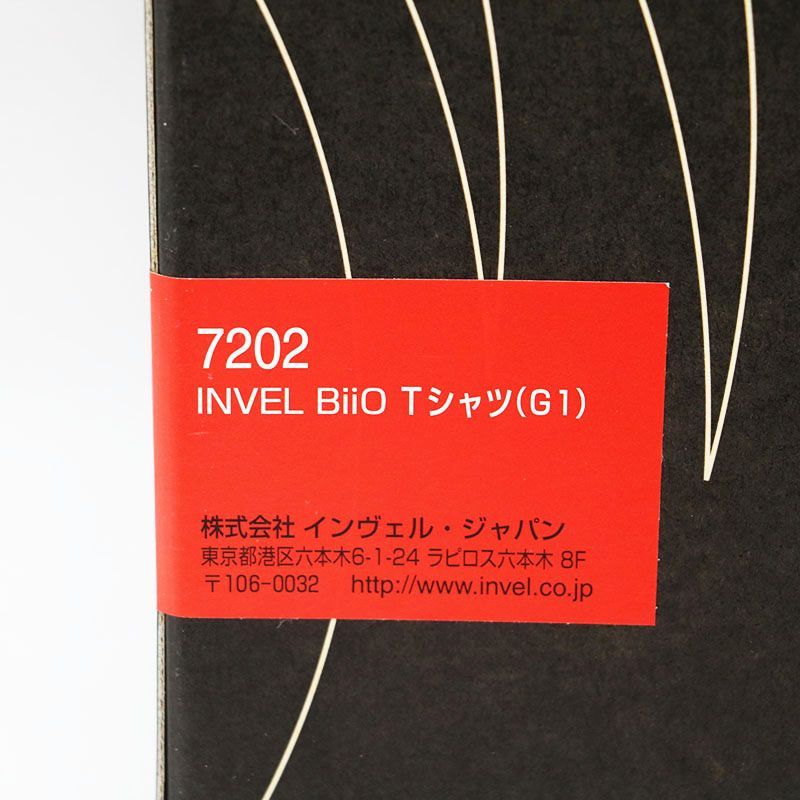 7202
INVEL BiiO Tシャツ(G1)
株式会社 インヴェル・ジャパン
東京都港区六本木6-1-24 ラピロス六本木 8F
〒106-0032 http://www.invel.co.jp